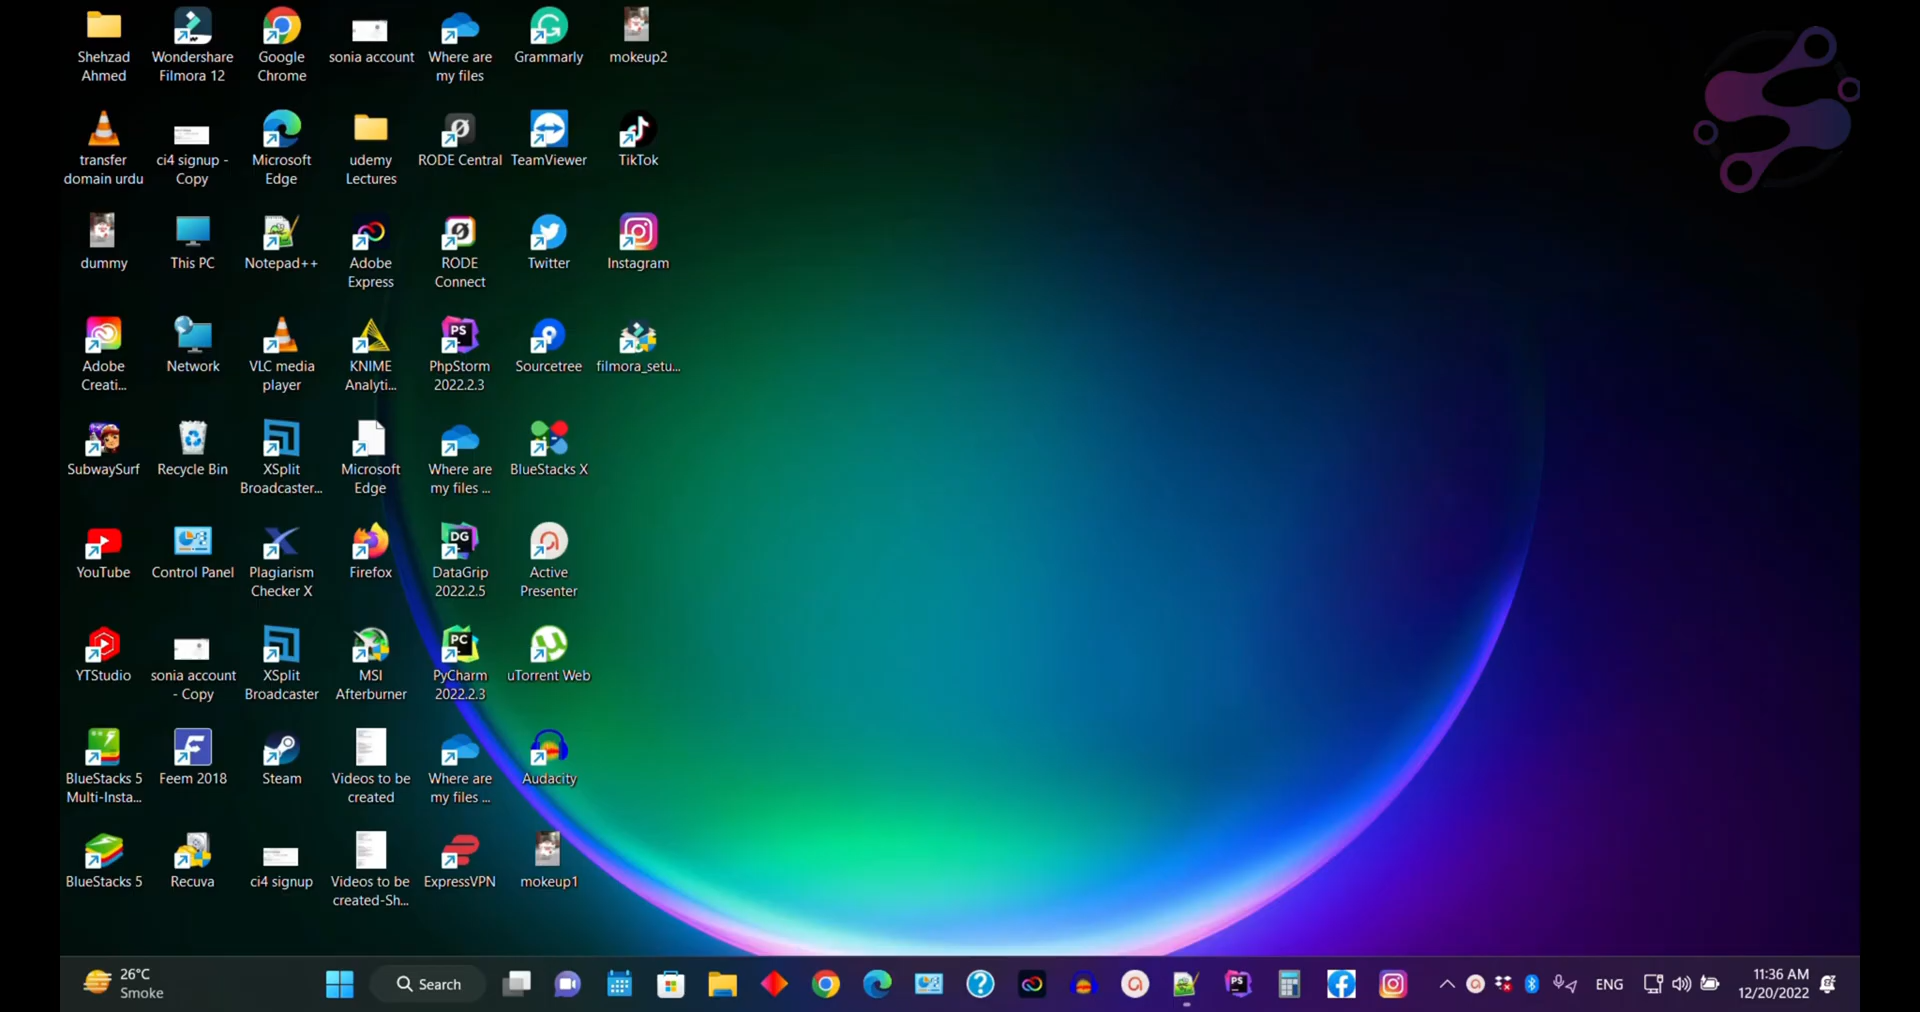 Shehzad
Ahmed
Wondershare
Filmora 12
Google
Chrome
sonia account
Where are
my files
Grammarly
mokeup2
transfer
domain urdu
ci4 signup -
Copy
Microsoft
Edge
udemy
Lectures
RODE Central
TeamViewer
TikTok
dummy
This PC
Notepad++
Adobe
Express
RODE
Connect
Twitter
Instagram
Adobe
Creati...
Network
VLC media
player
KNIME
Analyti...
PS
PhpStorm
2022.2.3
Sourcetree
filmora_setu...
SubwaySurf
Recycle Bin
XSplit
Broadcaster...
Microsoft
Edge
Where are
my files ...
BlueStacks X
YouTube
Control Panel
Plagiarism
Checker X
Firefox
DG
DataGrip
2022.2.5
Active
Presenter
YTStudio
sonia account
- Copy
XSplit
Broadcaster
MSI
Afterburner
PC
PyCharm
2022.2.3
uTorrent Web
BlueStacks 5
Multi-Insta...
Feem 2018
Steam
Videos to be
created
Where are
my files ...
Audacity
BlueStacks 5
Recuva
ci4 signup
Videos to be
created-Sh...
ExpressVPN
mokeup1
26°C
Smoke
Search
PS
ENG
11:36 AM
12/20/2022